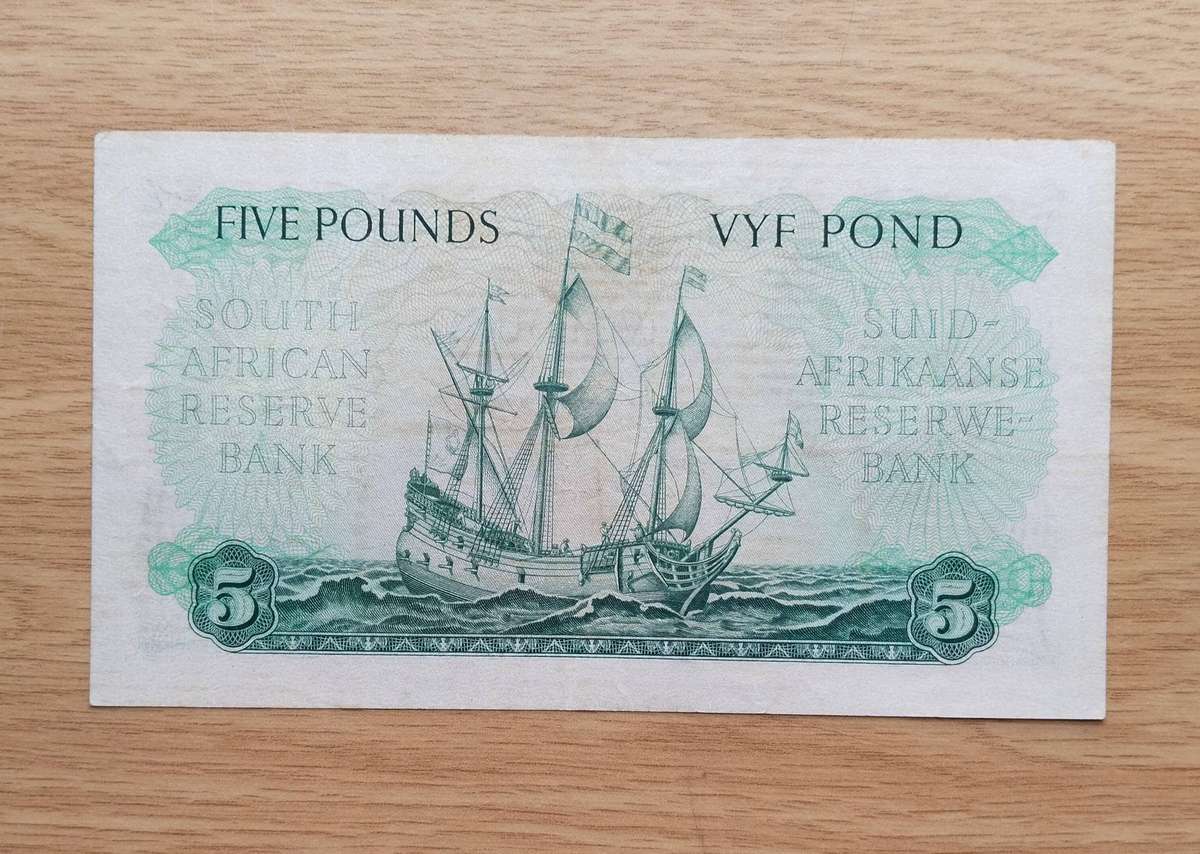 FIVE POUNDS
VYF POND
SOUTH
AFRICAN
RESERVE
BANK
SUID-
AFRIKAANSE
RESERWE-
BANK
5
5